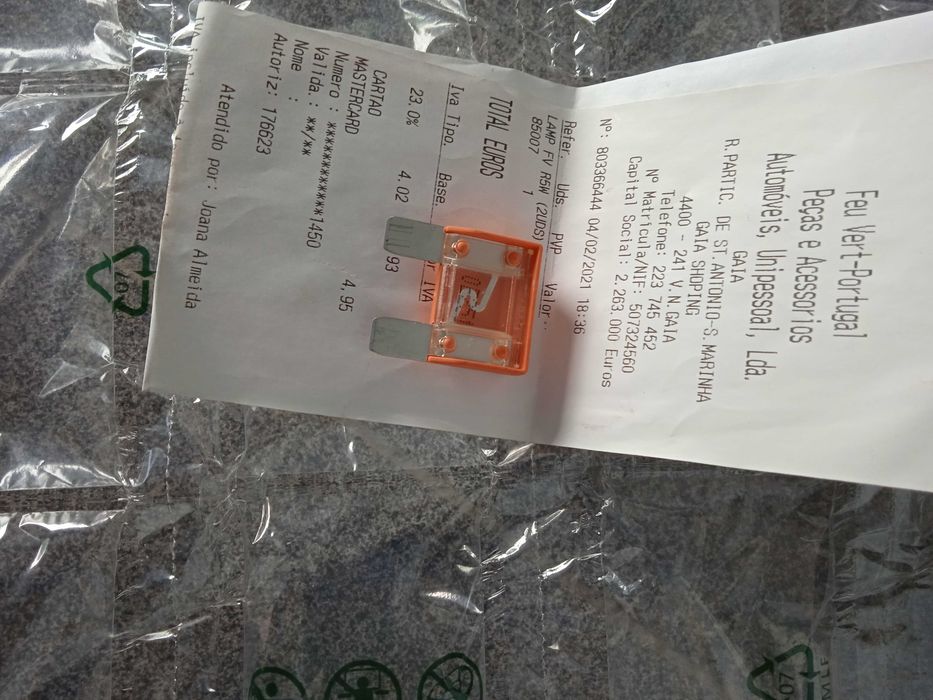 Feu Vert-Portugal
Peças e Acessorios
Automóveis, Unipessoal, Lda.
GAIA
R.PARTIC. DE ST.ANTONIO-S.MARINHA
GAIA SHOPING
4400 - 241 V.N.GAIA
Telefone: 223 745 452
Nº Matricula/NIF: 507324560
Capital Social: 2.263.000 Euros
Nº: 803366444 04/02/2021 18:36
Refer. Uds. PVP Valor
LAMP FV R5W (2UDS)
85007 1
TOTAL EUROS
Iva Tipo. Base. IVA
23.0% 4.02 .93
CARTAO 4.95
MASTERCARD
Numero : ************1450
Valida.: **/**
Nome :
Autoriz: 176623
Atendido por: Joana Almeida
07